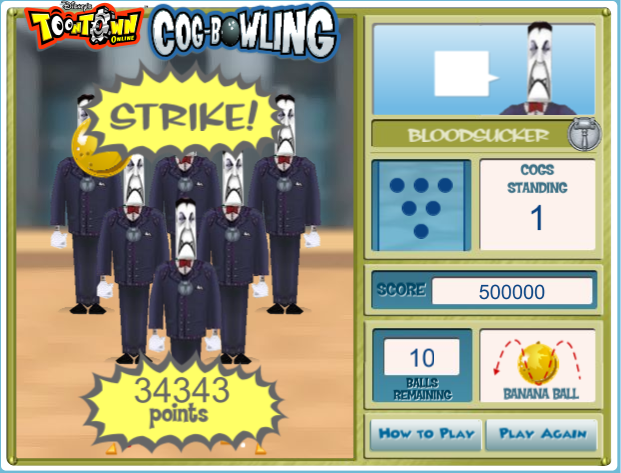 Disney's
TOONTOWN
ONLINE
COG-BOWLING
STRIKE!
34343
points
BLOODSUCKER
COGS
STANDING
1
SCORE 500000
10
BALLS
REMAINING
BANANA BALL
HOW TO PLAY
PLAY AGAIN